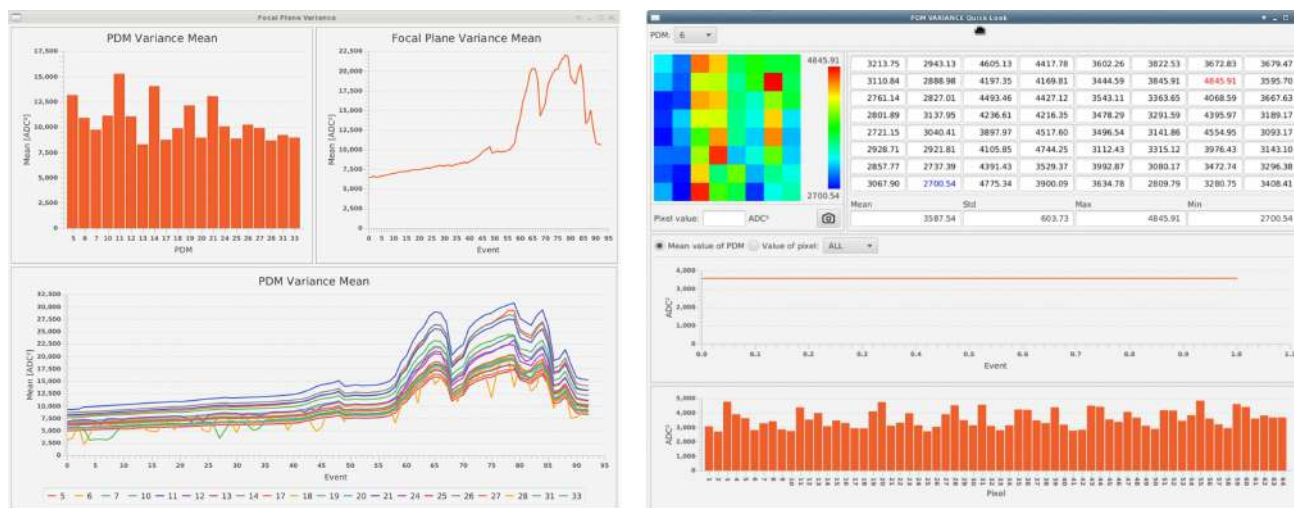 Focal Plane Variance
PDM Variance Mean
Mean [ADC²]
17,500
15,000
12,500
10,000
7,500
5,000
2,500
0
5 6 7 10 11 12 13 14 17 18 19 20 21 24 25 26 27 28 31 33
PDM
Focal Plane Variance Mean
Mean [ADC²]
22,500
20,000
17,500
15,000
12,500
10,000
7,500
5,000
2,500
0
0 5 10 15 20 25 30 35 40 45 50 55 60 65 70 75 80 85 90 95
Event
PDM Variance Mean
Mean [ADC²]
32,500
30,000
27,500
25,000
22,500
20,000
17,500
15,000
12,500
10,000
7,500
5,000
2,500
0
0 5 10 15 20 25 30 35 40 45 50 55 60 65 70 75 80 85 90 95
Event
5 6 7 10 11 12 13 14 17 18 19 20 21 24 25 26 27 28 31 33
PDM VARIANCE Quick Look
PDM: 6
4845.91
2700.54
3213.75 2943.13 4605.13 4417.78 3602.26 3822.53 3672.83 3679.47
3110.84 2888.98 4197.35 4169.81 3444.59 3845.91 4845.91 3595.70
2761.14 2827.01 4493.46 4427.12 3543.11 3363.65 4068.59 3667.63
2801.89 3137.95 4236.61 4216.35 3478.29 3291.59 4395.97 3189.17
2721.15 3040.41 3897.97 4517.60 3496.54 3141.86 4554.95 3093.17
2928.71 2921.81 4105.85 4744.25 3112.43 3315.12 3976.43 3143.10
2857.77 2737.39 4391.43 3529.37 3992.87 3080.17 3472.74 3296.38
3067.90 2700.54 4775.34 3900.09 3634.78 2809.79 3280.75 3408.41
Mean Std Max Min
3587.54 603.73 4845.91 2700.54
Pixel value: ADC²
Mean value of PDM Value of pixel: ALL
ADC²
4,000
3,000
2,000
1,000
0
0.0 0.1 0.2 0.3 0.4 0.5 0.6 0.7 0.8 0.9 1.0
Event
ADC²
5,000
4,000
3,000
2,000
1,000
0
Pixel